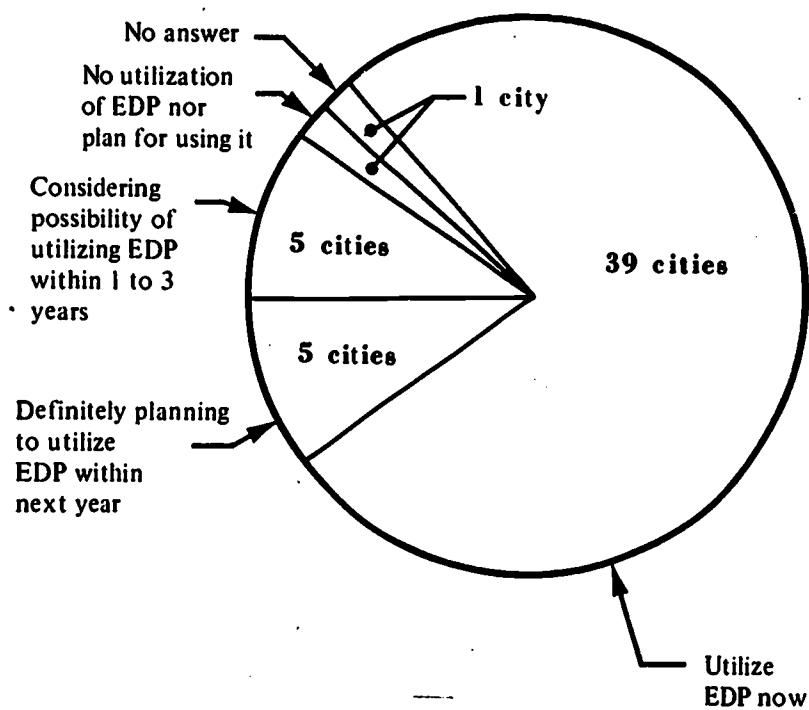 No answer
No utilization
of EDP nor
plan for using it
1 city
Considering
possibility of
utilizing EDP
within 1 to 3
years
5 cities
39 cities
5 cities
Definitely planning
to utilize
EDP within
next year
Utilize
EDP now